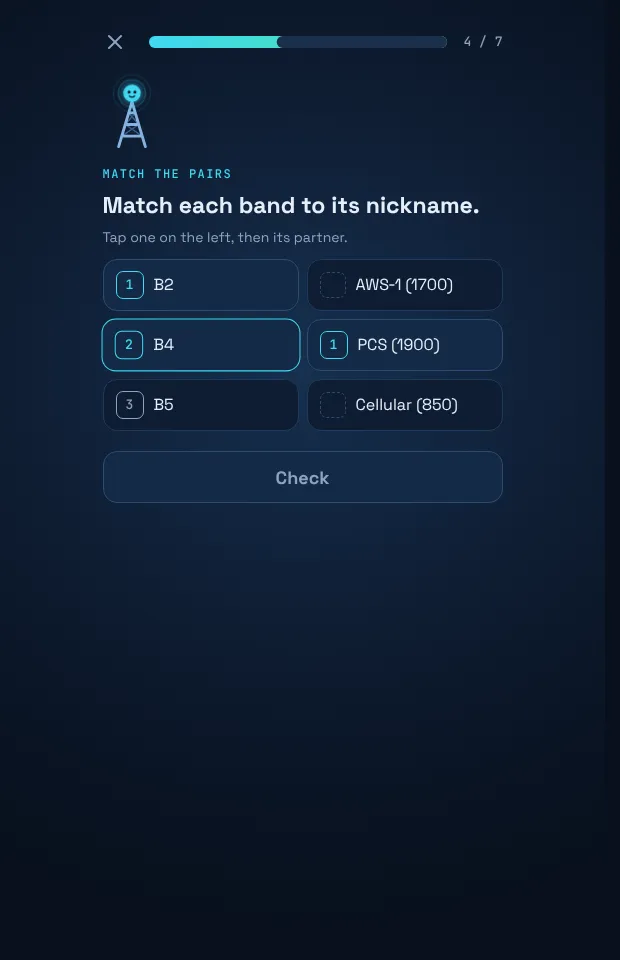 4 / 7
MATCH THE PAIRS
Match each band to its nickname.
Tap one on the left, then its partner.
1 B2
AWS-1 (1700)
2 B4
1 PCS (1900)
3 B5
Cellular (850)
Check